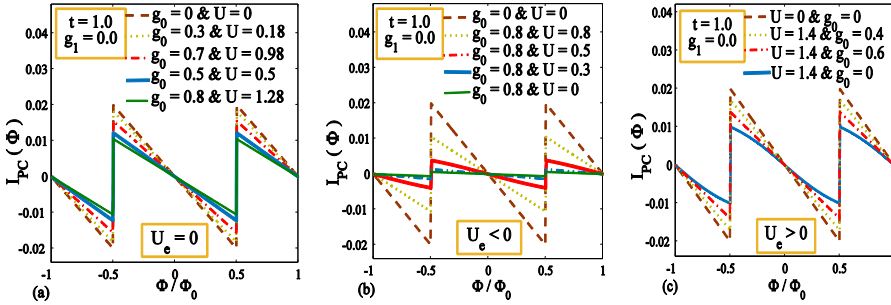 t = 1.0
g1 = 0.0
g0 = 0 & U = 0
g0 = 0.3 & U = 0.18
g0 = 0.7 & U = 0.98
g0 = 0.5 & U = 0.5
g0 = 0.8 & U = 1.28
0.04
0.03
0.02
0.01
0
-0.01
-0.02
IPC (Φ)
Ue = 0
-1
-0.5
0
0.5
1
Φ/Φ0
(a)
t = 1.0
g1 = 0.0
g0 = 0 & U = 0
g0 = 0.8 & U = 0.8
g0 = 0.8 & U = 0.5
g0 = 0.8 & U = 0.3
g0 = 0.8 & U = 0
0.04
0.03
0.02
0.01
0
-0.01
-0.02
IPC (Φ)
Ue < 0
-1
-0.5
0
0.5
1
Φ/Φ0
(b)
t = 1.0
g1 = 0.0
U = 0 & g0 = 0
U = 1.4 & g0 = 0.4
U = 1.4 & g0 = 0.6
U = 1.4 & g0 = 0
0.04
0.03
0.02
0.01
0
-0.01
-0.02
IPC (Φ)
Ue > 0
-1
-0.5
0
0.5
1
Φ/Φ0
(c)